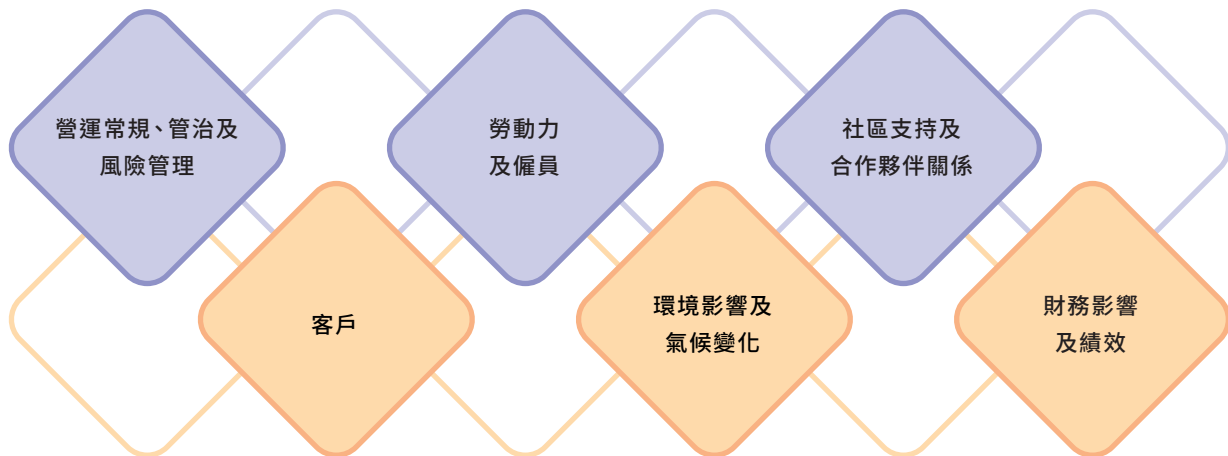 營運常規、管治及
風險管理
勞動力
及僱員
社區支持及
合作夥伴關係
客戶
環境影響及
氣候變化
財務影響
及績效